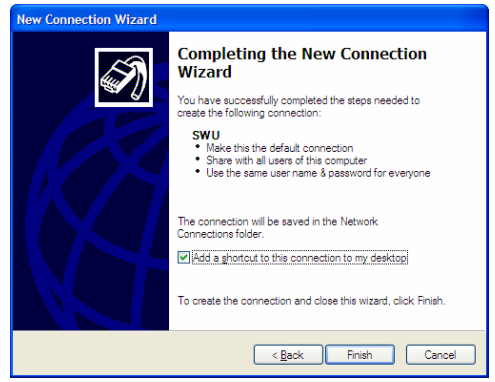 New Connection Wizard
Completing the New Connection
Wizard
You have successfully completed the steps needed to
create the following connection:
SWU
• Make this the default connection
• Share with all users of this computer
• Use the same user name & password for everyone
The connection will be saved in the Network
Connections folder.
Add a shortcut to this connection to my desktop
To create the connection and close this wizard, click Finish.
< Back Finish Cancel